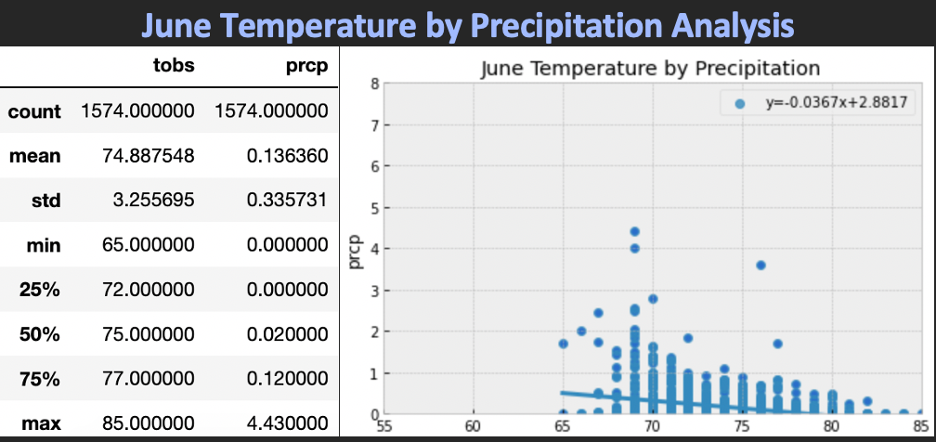 June Temperature by Precipitation Analysis
tobs prcp
count 1574.000000 1574.000000
mean 74.887548 0.136360
std 3.255695 0.335731
min 65.000000 0.000000
25% 72.000000 0.000000
50% 75.000000 0.020000
75% 77.000000 0.120000
max 85.000000 4.430000
June Temperature by Precipitation
y=-0.0367x+2.8817
prcp
8
7
6
5
4
3
2
1
0
55 60 65 70 75 80 85